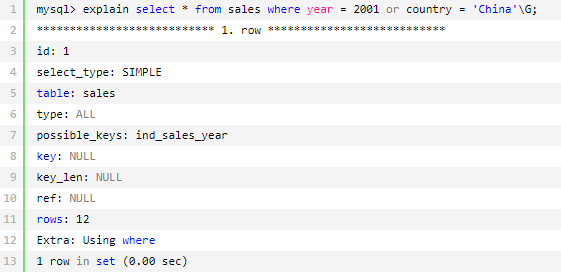 1 mysql> explain select * from sales where year = 2001 or country = 'China'\G;
2 *************************** 1. row ***************************
3 id: 1
4 select_type: SIMPLE
5 table: sales
6 type: ALL
7 possible_keys: ind_sales_year
8 key: NULL
9 key_len: NULL
10 ref: NULL
11 rows: 12
12 Extra: Using where
13 1 row in set (0.00 sec)